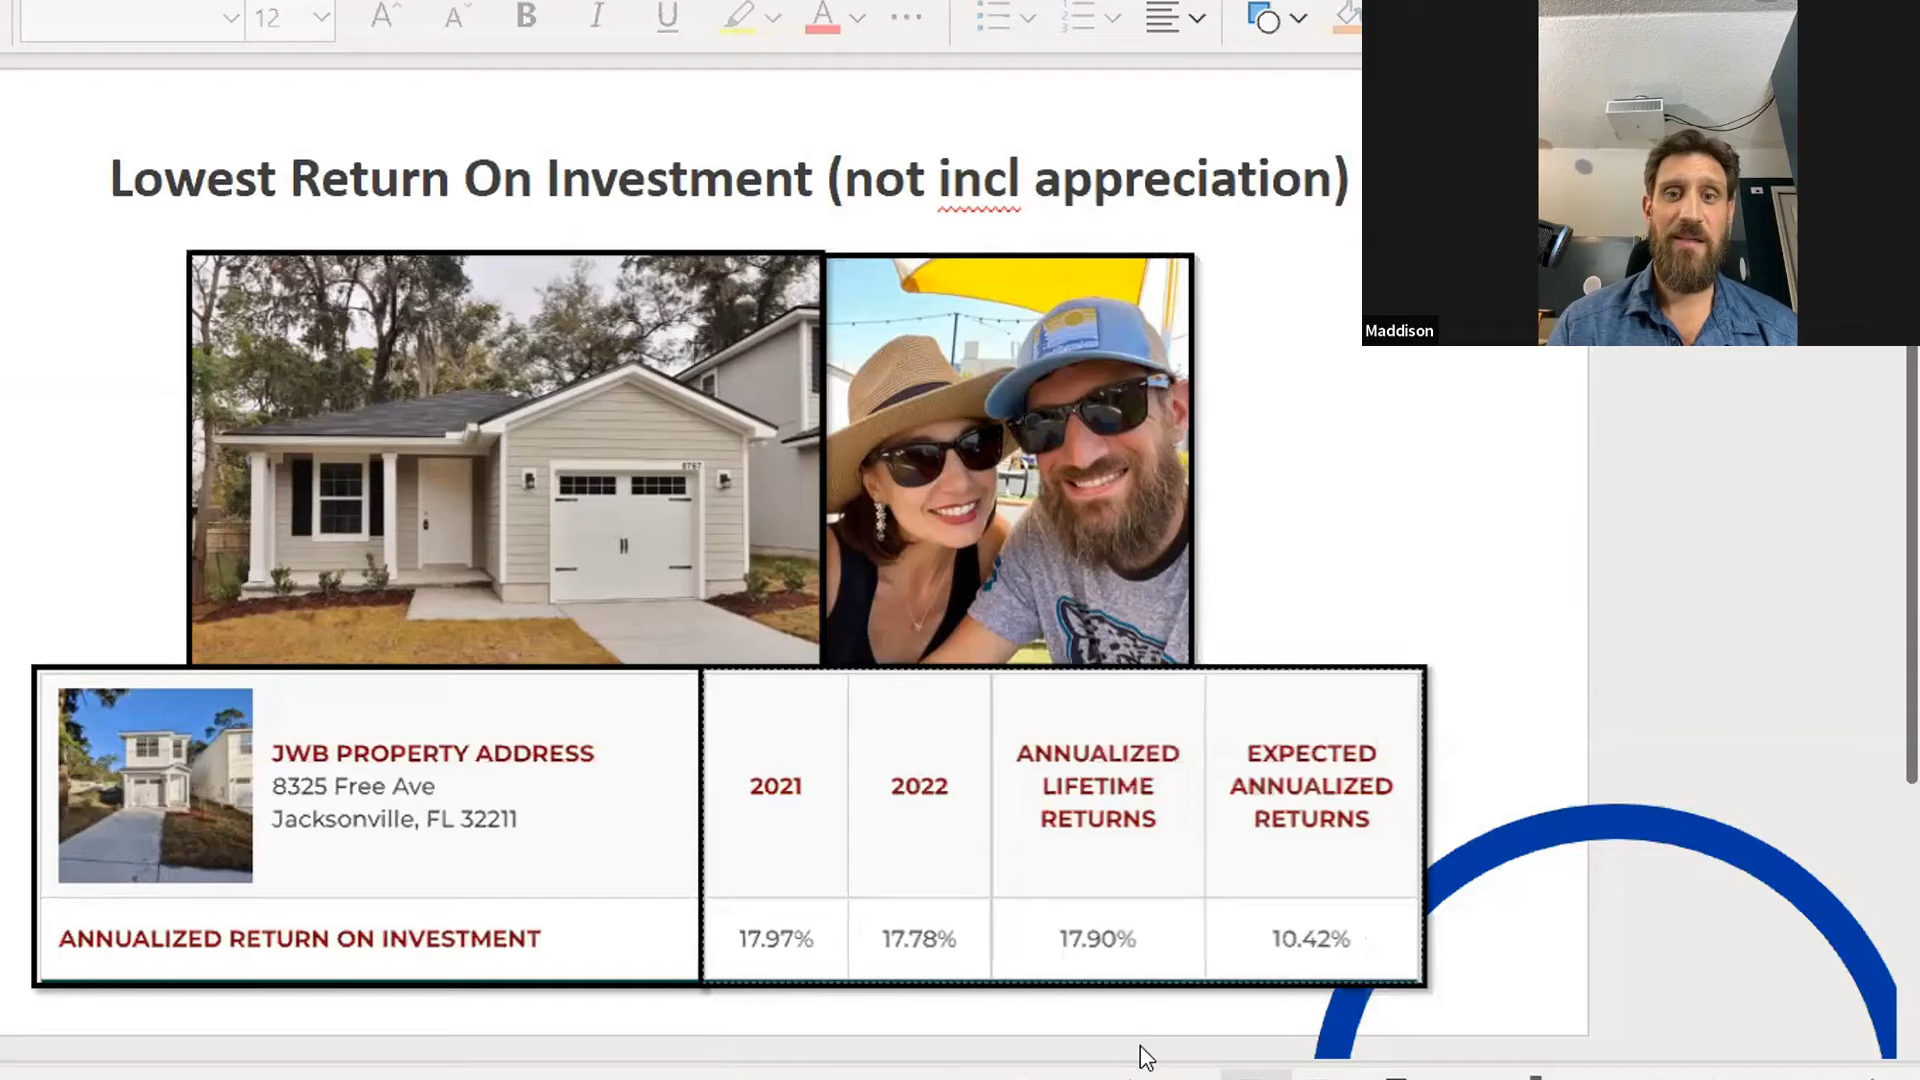 12
B I U A
Lowest Return On Investment (not incl appreciation)
Maddison
8767
JWB PROPERTY ADDRESS
8325 Free Ave
Jacksonville, FL 32211
2021
2022
ANNUALIZED
LIFETIME
RETURNS
EXPECTED
ANNUALIZED
RETURNS
ANNUALIZED RETURN ON INVESTMENT
17.97%
17.78%
17.90%
10.42%